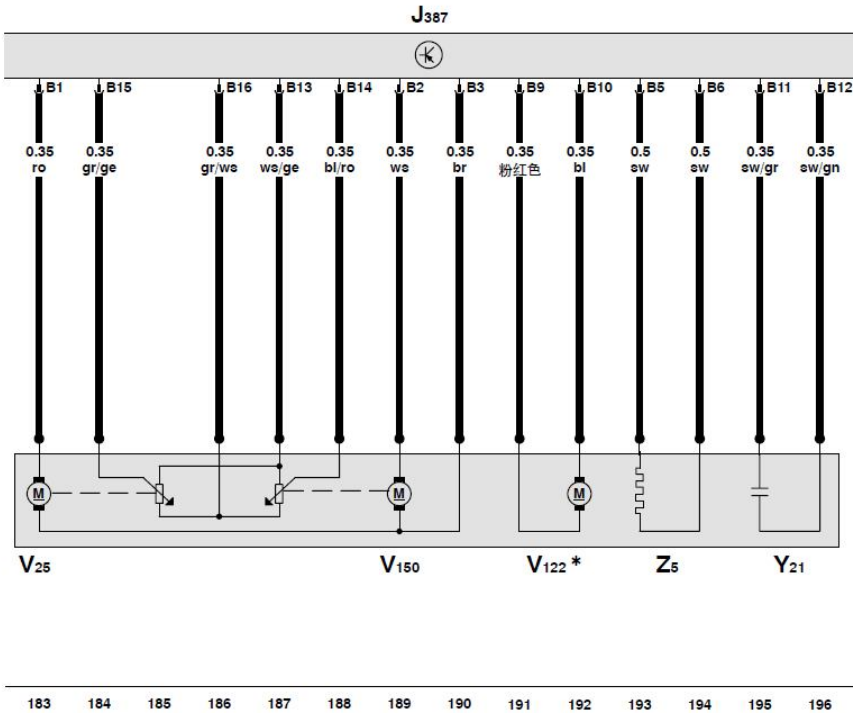 J387
B1 B15 B16 B13 B14 B2 B3 B9 B10 B5 B6 B11 B12
0.35 0.35 0.35 0.35 0.35 0.35 0.35 0.35 0.35 0.5 0.5 0.35 0.35
ro gr/ge gr/ws ws/ge bl/ro ws br 粉红色 bl sw sw sw/gr sw/gn
M M M
V25 V150 V122 * Z5 Y21
183 184 185 186 187 188 189 190 191 192 193 194 195 196